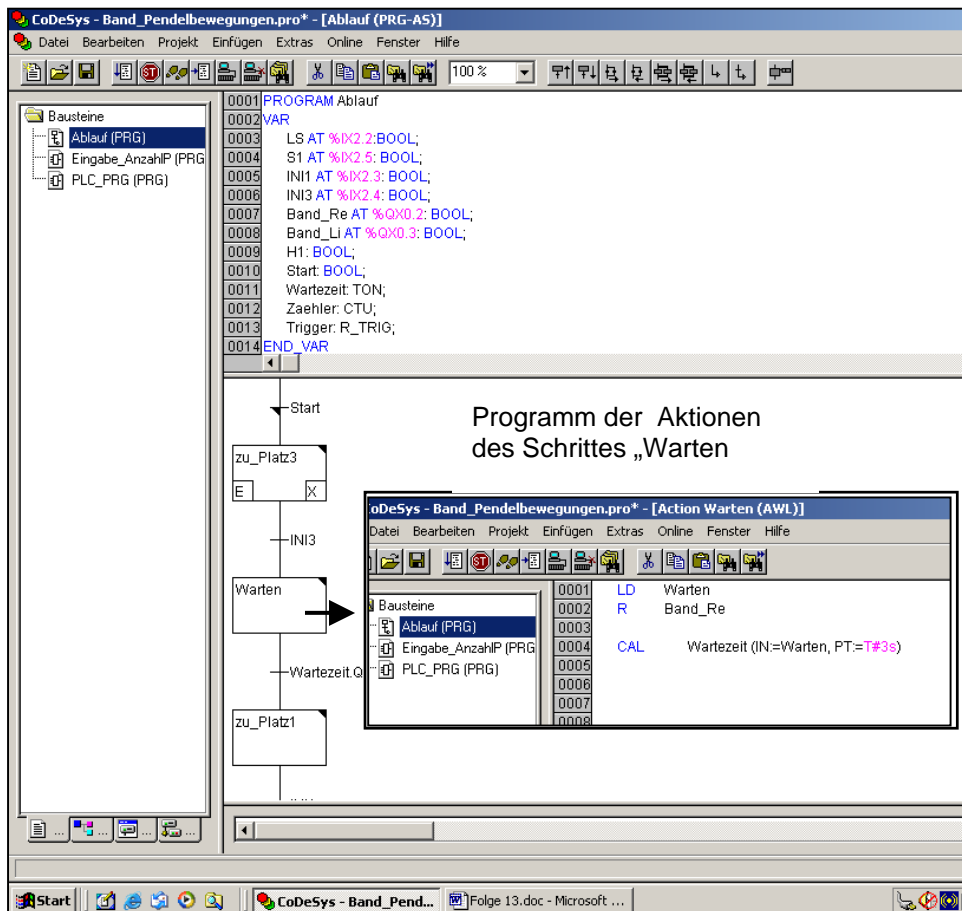 CoDeSys - Band_Pendelbewegungen.pro* - [Ablauf (PRG-AS)]
Datei Bearbeiten Projekt Einfügen Extras Online Fenster Hilfe
100 %
Bausteine
Ablauf (PRG)
Eingabe_AnzahlP (PRG
PLC_PRG (PRG)
0001 PROGRAM Ablauf
0002 VAR
0003 LS AT %IX2.2:BOOL;
0004 S1 AT %IX2.5: BOOL;
0005 INI1 AT %IX2.3: BOOL;
0006 INI3 AT %IX2.4: BOOL;
0007 Band_Re AT %QX0.2: BOOL;
0008 Band_Li AT %QX0.3: BOOL;
0009 H1: BOOL;
0010 Start: BOOL;
0011 Wartezeit: TON;
0012 Zaehler: CTU;
0013 Trigger: R_TRIG;
0014 END_VAR
Start
zu_Platz3
E X
INI3
Warten
Wartezeit.Q
zu_Platz1
Programm der Aktionen
des Schrittes „Warten
oDeSys - Band_Pendelbewegungen.pro* - [Action Warten (AWL)]
Datei Bearbeiten Projekt Einfügen Extras Online Fenster Hilfe
Bausteine
Ablauf (PRG)
Eingabe_AnzahlP (PRG
PLC_PRG (PRG)
0001 LD Warten
0002 R Band_Re
0003
0004 CAL Wartezeit (IN:=Warten, PT:=T#3s)
0005
0006
0007
0008
... ... ... ...
Start
CoDeSys - Band_Pend...
Folge 13.doc - Microsoft ...